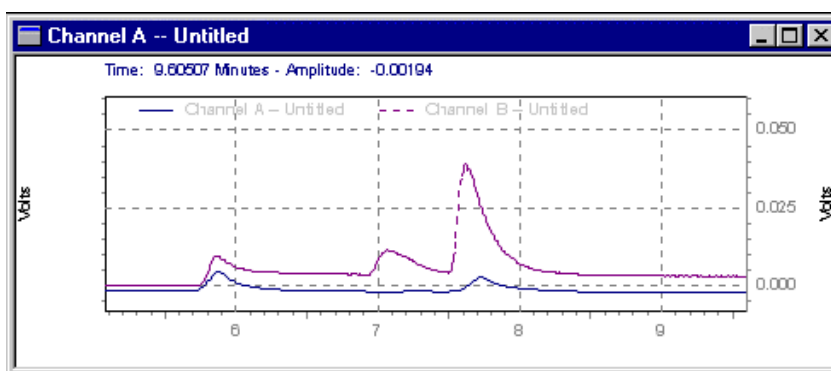 Channel A -- Untitled
Time: 9.60507 Minutes - Amplitude: -0.00194
Channel A -- Untitled Channel B -- Untitled
0.050
Volts 0.025 Volts
0.000
6 7 8 9